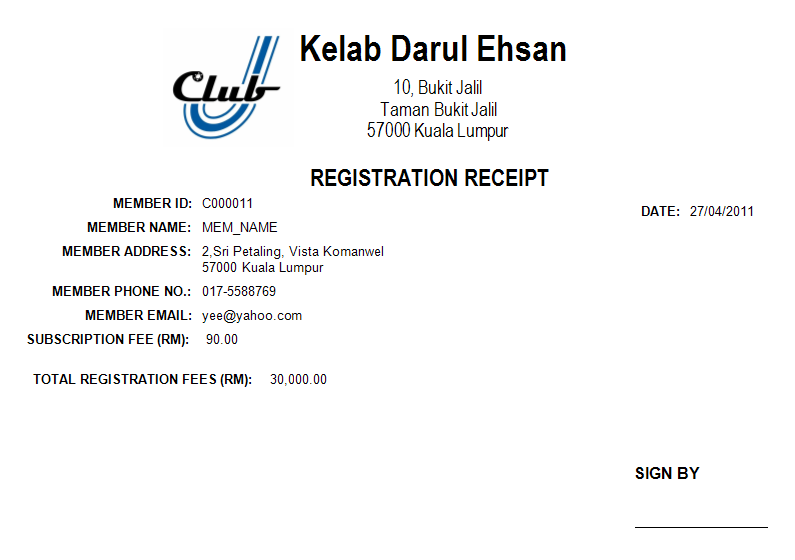 Club
Kelab Darul Ehsan
10, Bukit Jalil
Taman Bukit Jalil
57000 Kuala Lumpur
REGISTRATION RECEIPT
MEMBER ID: C000011
DATE: 27/04/2011
MEMBER NAME: MEM_NAME
MEMBER ADDRESS: 2,Sri Petaling, Vista Komanwel
57000 Kuala Lumpur
MEMBER PHONE NO.: 017-5588769
MEMBER EMAIL: yee@yahoo.com
SUBSCRIPTION FEE (RM): 90.00
TOTAL REGISTRATION FEES (RM): 30,000.00
SIGN BY